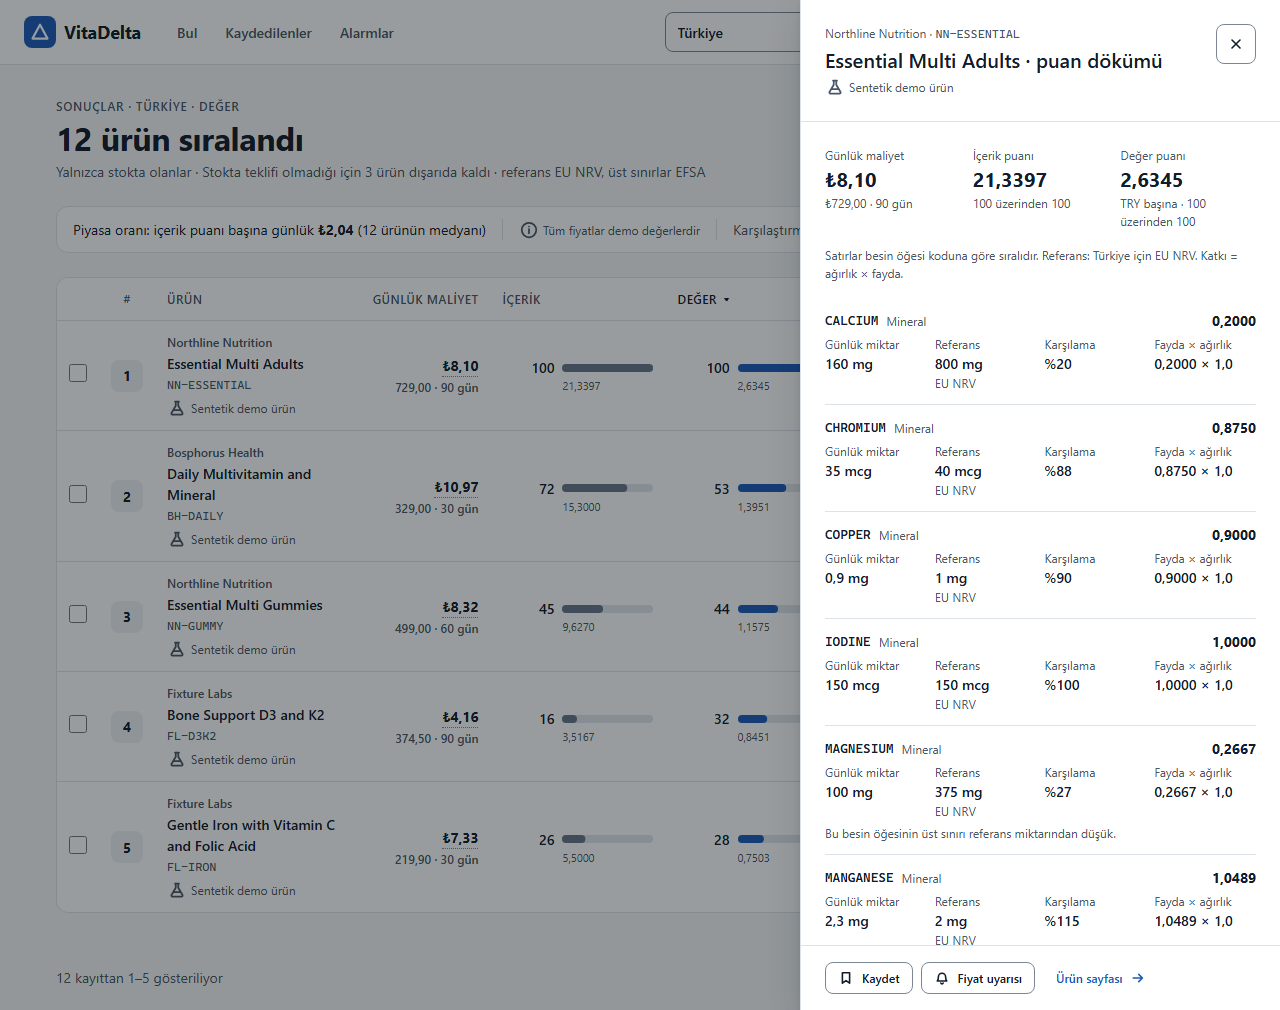 VitaDelta
Bul
Kaydedilenler
Alarmlar
Türkiye
SONUÇLAR · TÜRKİYE · DEĞER
12 ürün sıralandı
Yalnızca stokta olanlar · Stokta teklifi olmadığı için 3 ürün dışarıda kaldı · referans EU NRV, üst sınırlar EFSA
Piyasa oranı: içerik puanı başına günlük ₺2,04 (12 ürünün medyanı)
Tüm fiyatlar demo değerlerdir
Karşılaştırm
# ÜRÜN GÜNLÜK MALİYET İÇERİK DEĞER
Northline Nutrition
1 Essential Multi Adults ₺8,10 100 100
NN-ESSENTIAL 729,00 · 90 gün 21,3397 2,6345
Sentetik demo ürün
Bosphorus Health
Daily Multivitamin and
2 Mineral ₺10,97 72 53
BH-DAILY 329,00 · 30 gün 15,3000 1,3951
Sentetik demo ürün
Northline Nutrition
3 Essential Multi Gummies ₺8,32 45 44
NN-GUMMY 499,00 · 60 gün 9,6270 1,1575
Sentetik demo ürün
Fixture Labs
4 Bone Support D3 and K2 ₺4,16 16 32
FL-D3K2 374,50 · 90 gün 3,5167 0,8451
Sentetik demo ürün
Fixture Labs
Gentle Iron with Vitamin C
5 and Folic Acid ₺7,33 26 28
FL-IRON 219,90 · 30 gün 5,5000 0,7503
Sentetik demo ürün
12 kayıttan 1–5 gösteriliyor
Northline Nutrition · NN-ESSENTIAL
Essential Multi Adults · puan dökümü
Sentetik demo ürün
Günlük maliyet İçerik puanı Değer puanı
₺8,10 21,3397 2,6345
₺729,00 · 90 gün 100 üzerinden 100 TRY başına · 100
üzerinden 100
Satırlar besin öğesi koduna göre sıralıdır. Referans: Türkiye için EU NRV. Katkı =
ağırlık × fayda.
CALCIUM Mineral 0,2000
Günlük miktar Referans Karşılama Fayda × ağırlık
160 mg 800 mg %20 0,2000 × 1,0
EU NRV
CHROMIUM Mineral 0,8750
Günlük miktar Referans Karşılama Fayda × ağırlık
35 mcg 40 mcg %88 0,8750 × 1,0
EU NRV
COPPER Mineral 0,9000
Günlük miktar Referans Karşılama Fayda × ağırlık
0,9 mg 1 mg %90 0,9000 × 1,0
EU NRV
IODINE Mineral 1,0000
Günlük miktar Referans Karşılama Fayda × ağırlık
150 mcg 150 mcg %100 1,0000 × 1,0
EU NRV
MAGNESIUM Mineral 0,2667
Günlük miktar Referans Karşılama Fayda × ağırlık
100 mg 375 mg %27 0,2667 × 1,0
EU NRV
Bu besin öğesinin üst sınırı referans miktarından düşük.
MANGANESE Mineral 1,0489
Günlük miktar Referans Karşılama Fayda × ağırlık
2,3 mg 2 mg %115 1,0489 × 1,0
EU NRV
Kaydet
Fiyat uyarısı
Ürün sayfası